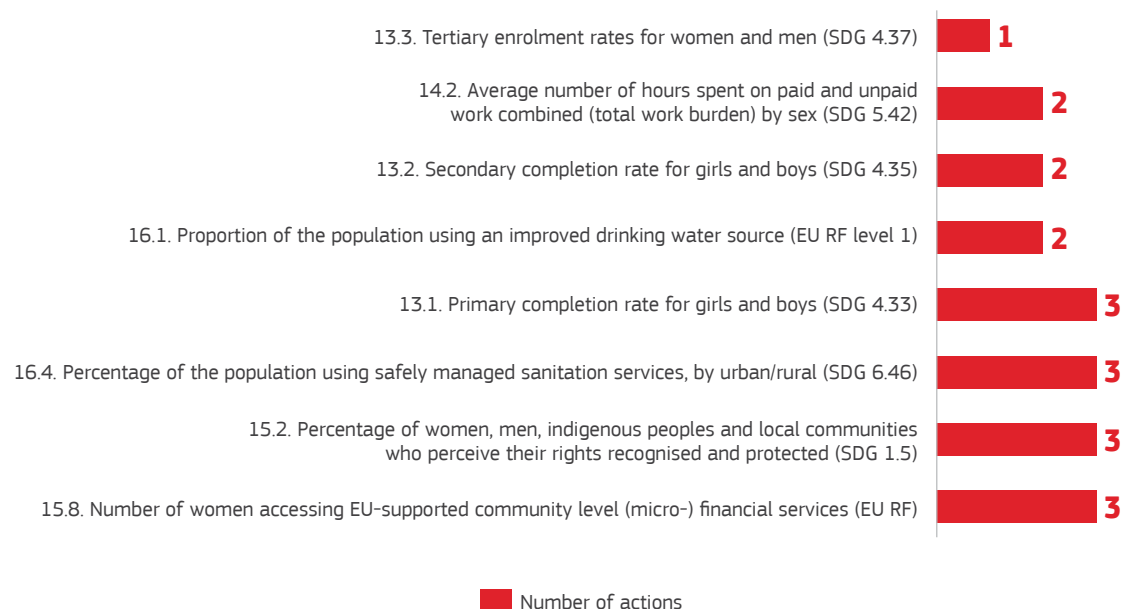 13.3. Tertiary enrolment rates for women and men (SDG 4.37) 1
14.2. Average number of hours spent on paid and unpaid
work combined (total work burden) by sex (SDG 5.42) 2
13.2. Secondary completion rate for girls and boys (SDG 4.35) 2
16.1. Proportion of the population using an improved drinking water source (EU RF level 1) 2
13.1. Primary completion rate for girls and boys (SDG 4.33) 3
16.4. Percentage of the population using safely managed sanitation services, by urban/rural (SDG 6.46) 3
15.2. Percentage of women, men, indigenous peoples and local communities
who perceive their rights recognised and protected (SDG 1.5) 3
15.8. Number of women accessing EU-supported community level (micro-) financial services (EU RF) 3
Number of actions